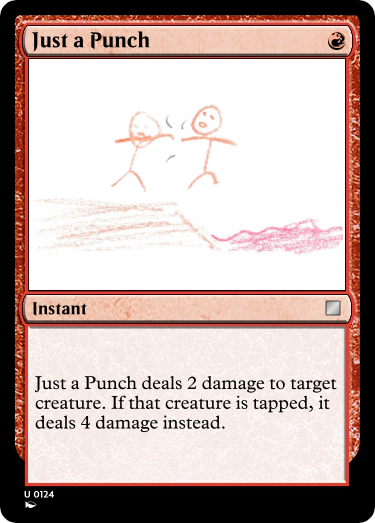 Just a Punch
Instant
Just a Punch deals 2 damage to target
creature. If that creature is tapped, it
deals 4 damage instead.
U 0124